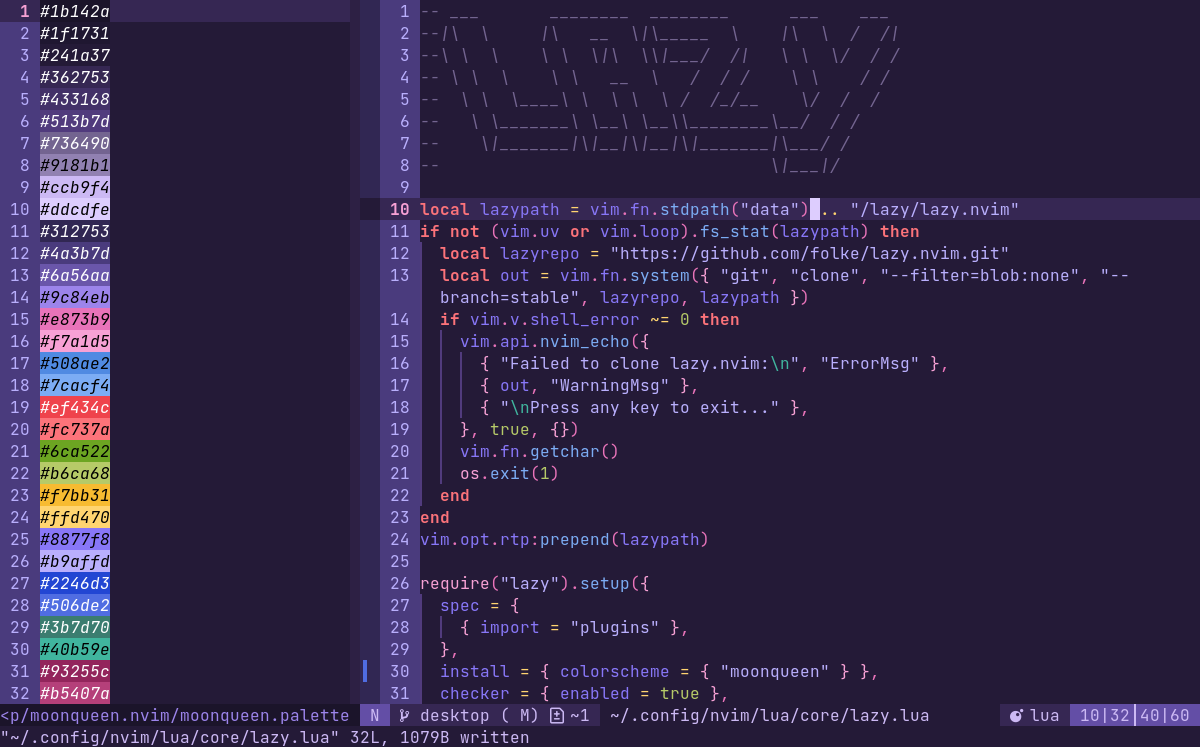 1 #1b142a
2 #1f1731
3 #241a37
4 #362753
5 #433168
6 #513b7d
7 #736490
8 #9181b1
9 #ccb9f4
10 #ddcdfe
11 #312753
12 #4a3b7d
13 #6a56aa
14 #9c84eb
15 #e873b9
16 #f7a1d5
17 #508ae2
18 #7cacf4
19 #ef434c
20 #fc737a
21 #6ca522
22 #b6ca68
23 #f7bb31
24 #ffd470
25 #8877f8
26 #b9affd
27 #2246d3
28 #506de2
29 #3b7d70
30 #40b59e
31 #93255c
32 #b5407a
<p/moonqueen.nvim/moonqueen.palette
1 -- ___       ________  ________      ___    ___
2 --|\  \     |\   __  \|\_____  \    |\  \  /  /|
3 --\ \  \    \ \  \|\  \\|___/  /|   \ \  \/  / /
4 -- \ \  \    \ \   __  \   /  / /    \ \    / /
5 --  \ \  \____\ \  \ \  \ /  /_/__    \/  /  /
6 --   \ \_______\ \__\ \__\\________\__/  / /
7 --    \|_______|\|__|\|__|\|_______|\___/ /
8 --                                 \|___|/
9
10 local lazypath = vim.fn.stdpath("data") .. "/lazy/lazy.nvim"
11 if not (vim.uv or vim.loop).fs_stat(lazypath) then
12   local lazyrepo = "https://github.com/folke/lazy.nvim.git"
13   local out = vim.fn.system({ "git", "clone", "--filter=blob:none", "--
branch=stable", lazyrepo, lazypath })
14   if vim.v.shell_error ~= 0 then
15     vim.api.nvim_echo({
16       { "Failed to clone lazy.nvim:\n", "ErrorMsg" },
17       { out, "WarningMsg" },
18       { "\nPress any key to exit..." },
19     }, true, {})
20     vim.fn.getchar()
21     os.exit(1)
22   end
23 end
24 vim.opt.rtp:prepend(lazypath)
25
26 require("lazy").setup({
27   spec = {
28     { import = "plugins" },
29   },
30   install = { colorscheme = { "moonqueen" } },
31   checker = { enabled = true },
N desktop ( M) ~1 ~/.config/nvim/lua/core/lazy.lua lua 10|32 40|60
"~/.config/nvim/lua/core/lazy.lua" 32L, 1079B written